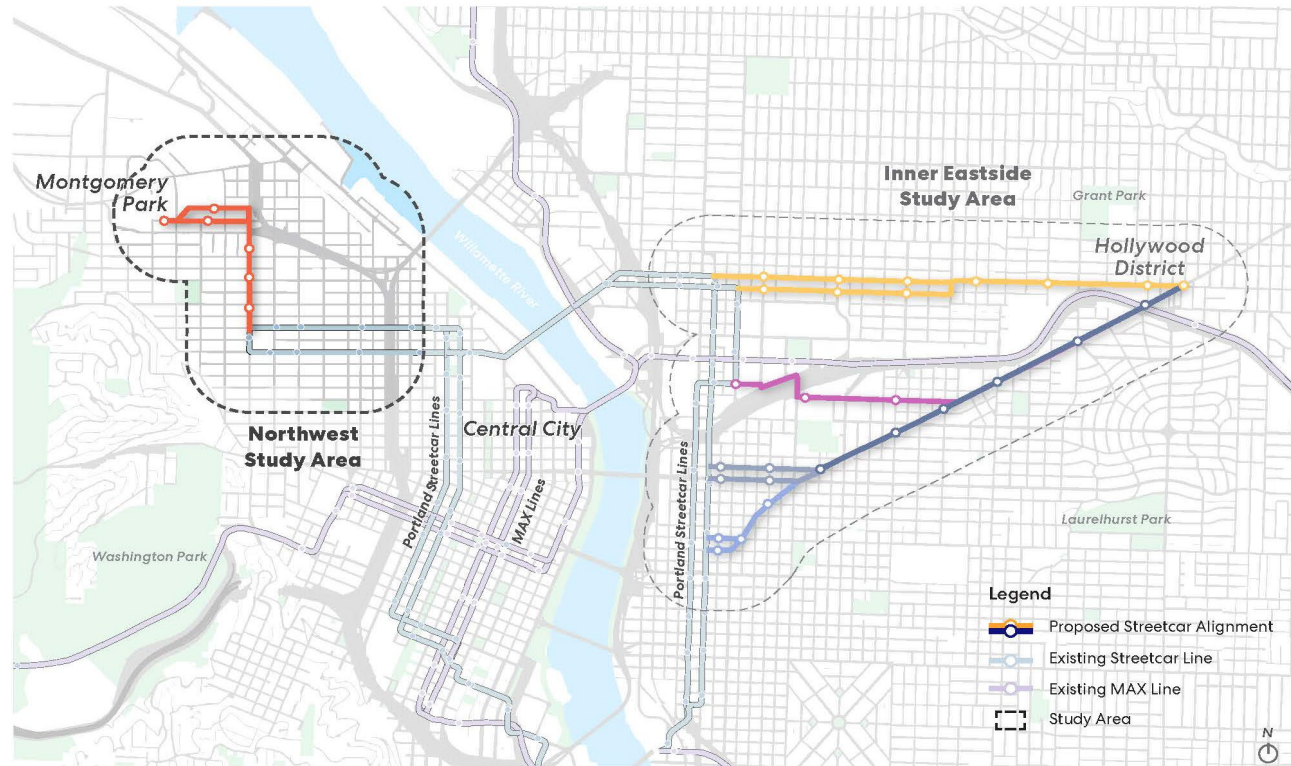 Montgomery
Park
Northwest
Study Area
Willamette River
Inner Eastside
Study Area
Grant Park
Hollywood
District
Central City
Portland Streetcar Lines
MAX Lines
Portland Streetcar Lines
Washington Park
Laurelhurst Park
Legend
Proposed Streetcar Alignment
Existing Streetcar Line
Existing MAX Line
Study Area
N